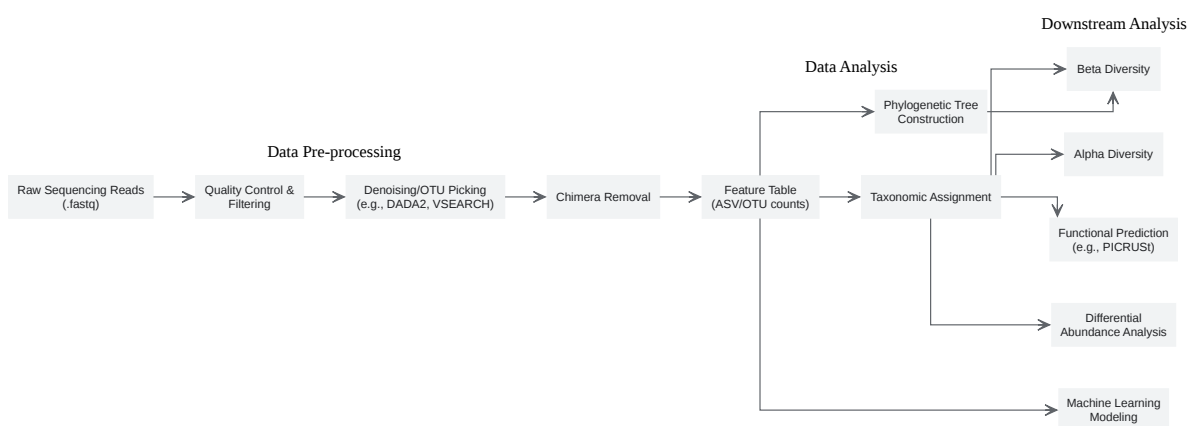 Downstream Analysis
Data Analysis
Beta Diversity
Phylogenetic Tree
Construction
Data Pre-processing
Alpha Diversity
Raw Sequencing Reads
(.fastq)
Quality Control &
Filtering
Denoising/OTU Picking
(e.g., DADA2, VSEARCH)
Chimera Removal
Feature Table
(ASV/OTU counts)
Taxonomic Assignment
Functional Prediction
(e.g., PICRUSt)
Differential
Abundance Analysis
Machine Learning
Modeling